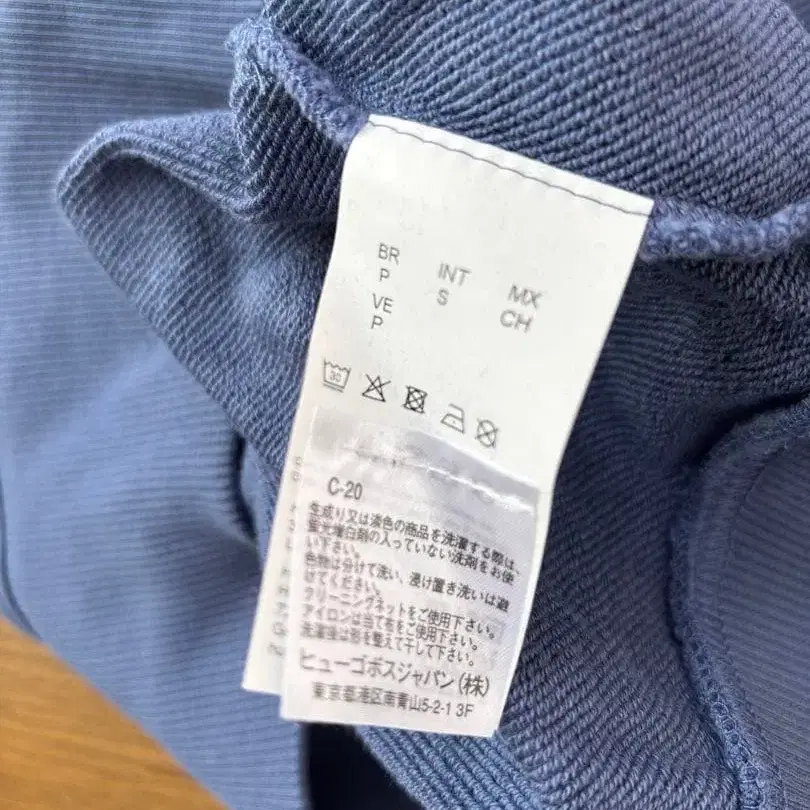 BR
P
INT
S
MX
CH
VE
P
30
C-20
生成り又は淡色の商品を洗濯する際は、
蛍光増白剤の入っていない洗剤をお使
い下さい。
色物は分けて洗い、浸け置き洗いは避
けてください。
クリーニングネットをご使用下さい。
アイロンは当て布をご使用下さい。
洗濯後は形を整えて干して下さい。
ヒューゴボスジャパン(株)
東京都港区南青山5-2-1 3F